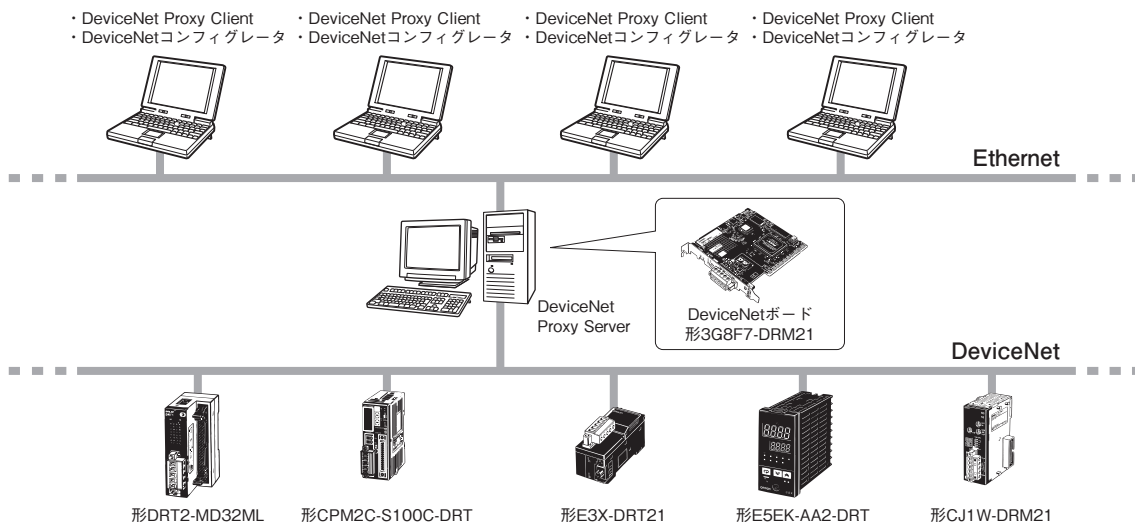 ・DeviceNet Proxy Client
・DeviceNetコンフィグレータ
・DeviceNet Proxy Client
・DeviceNetコンフィグレータ
・DeviceNet Proxy Client
・DeviceNetコンフィグレータ
・DeviceNet Proxy Client
・DeviceNetコンフィグレータ
Ethernet
DeviceNet
Proxy Server
DeviceNetボード
形3G8F7-DRM21
DeviceNet
形DRT2-MD32ML
形CPM2C-S100C-DRT
形E3X-DRT21
形E5EK-AA2-DRT
形CJ1W-DRM21